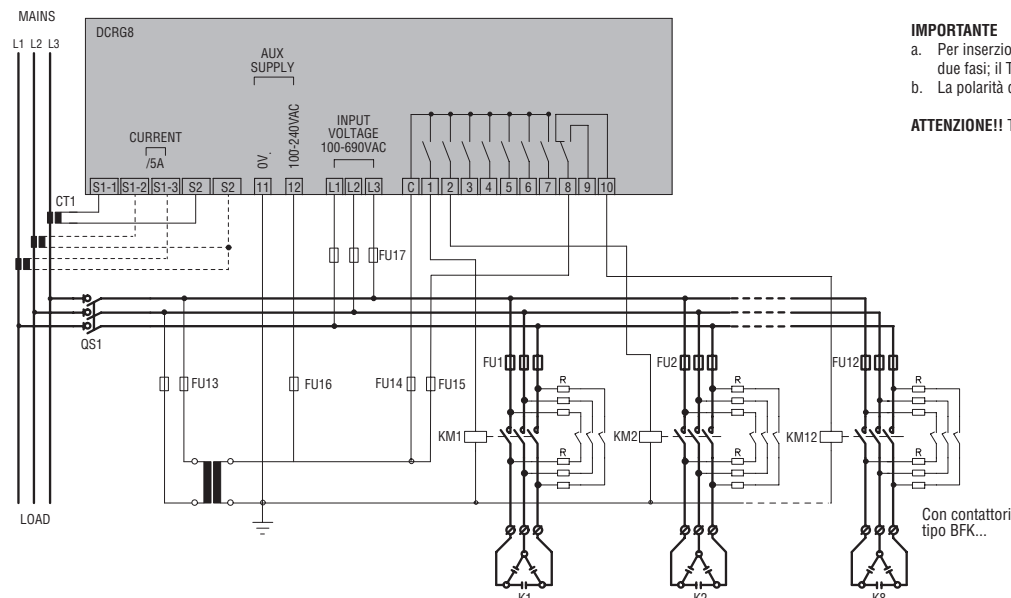 MAINS
L1 L2 L3
DCRG8
AUX
SUPPLY
CURRENT
/5A
0V.
100-240VAC
INPUT
VOLTAGE
100-690VAC
S1-1 S1-2 S1-3 S2 S2 11 12 L1 L2 L3 C 1 2 3 4 5 6 7 8 9 10
CT1
FU17
QS1
FU13
FU16
FU14
FU15
FU1
FU2
FU12
R
R
R
KM1
KM2
KM12
R
R
R
LOAD
K1
K2
K8
IMPORTANTE
a. Per inserzio
due fasi; il T
b. La polarità
ATTENZIONE!!
Con contattori
tipo BFK...